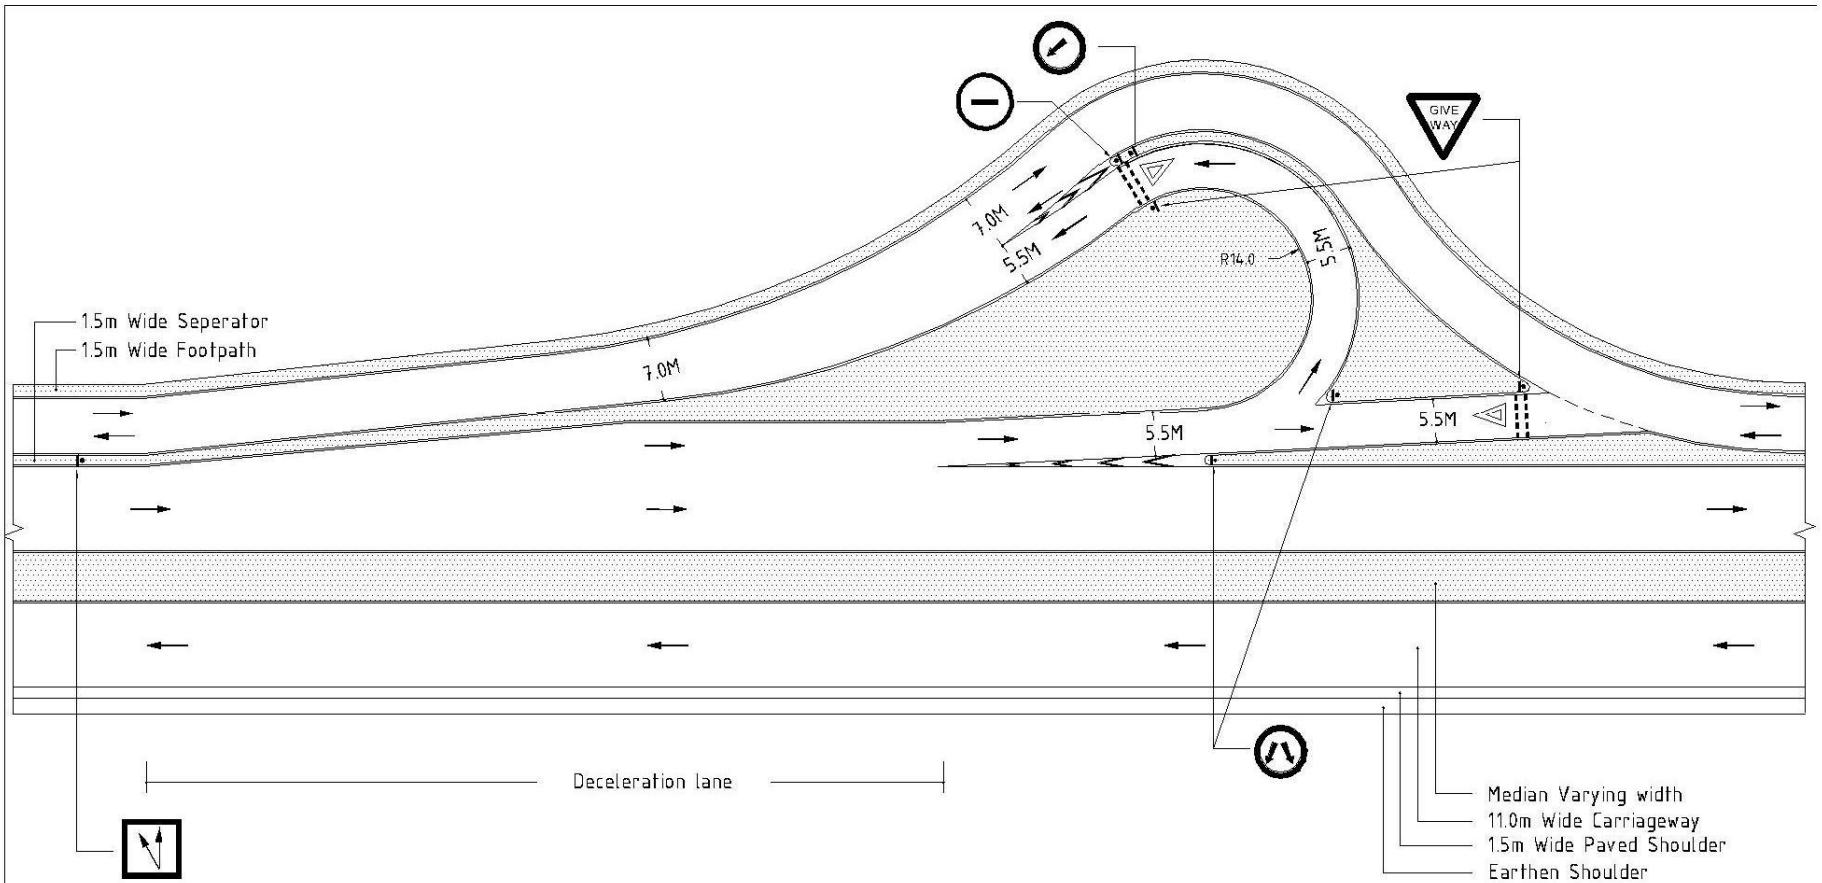 GIVE
WAY
7.0M
5.5M
R14.0
5.5M
1.5m Wide Seperator
1.5m Wide Footpath
7.0M
5.5M
5.5M
Deceleration lane
Median Varying width
11.0m Wide Carriageway
1.5m Wide Paved Shoulder
Earthen Shoulder